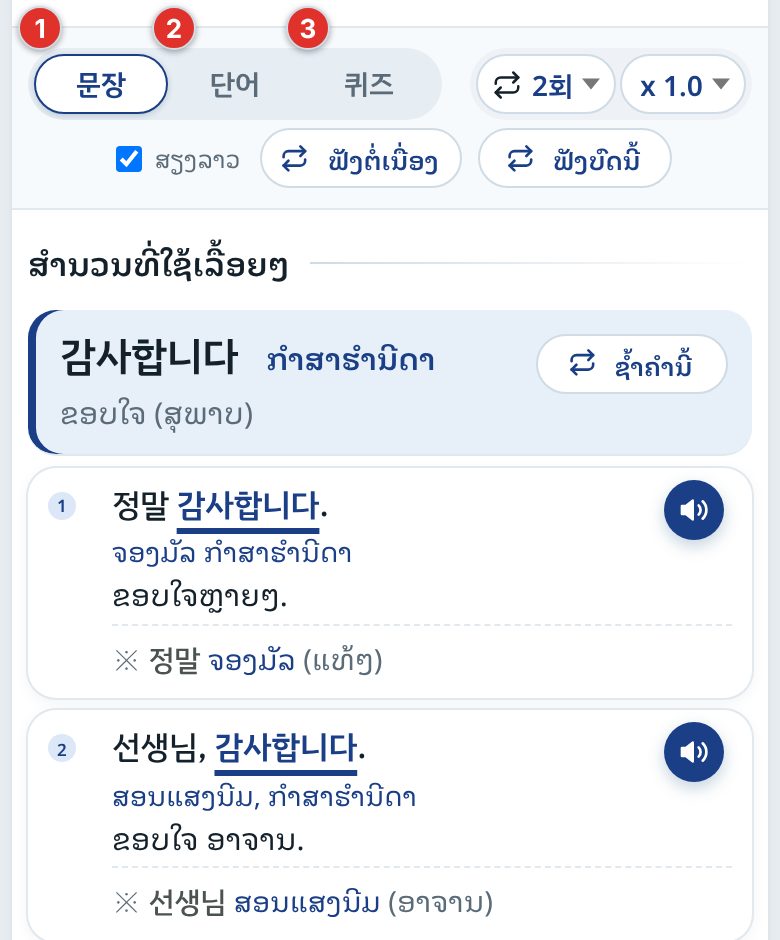 1 2 3
문장 단어 퀴즈 2회 x 1.0
ສຽງລາວ ຟັງຕໍ່ເນື່ອງ ຟັງບົດນີ້
ສຳນວນທີ່ໃຊ້ເລື້ອຍໆ
감사합니다 ກຳສາຮຳນີດາ ຊ້ຳຄຳນີ້
ຂອບໃຈ (ສຸພາບ)
1 정말 감사합니다.
ຈອງມັລ ກຳສາຮຳນີດາ
ຂອບໃຈຫຼາຍໆ.
※ 정말 ຈອງມັລ (ແທ້ໆ)
2 선생님, 감사합니다.
ສອນແສງນີມ, ກຳສາຮຳນີດາ
ຂອບໃຈ ອາຈານ.
※ 선생님 ສອນແສງນີມ (ອາຈານ)